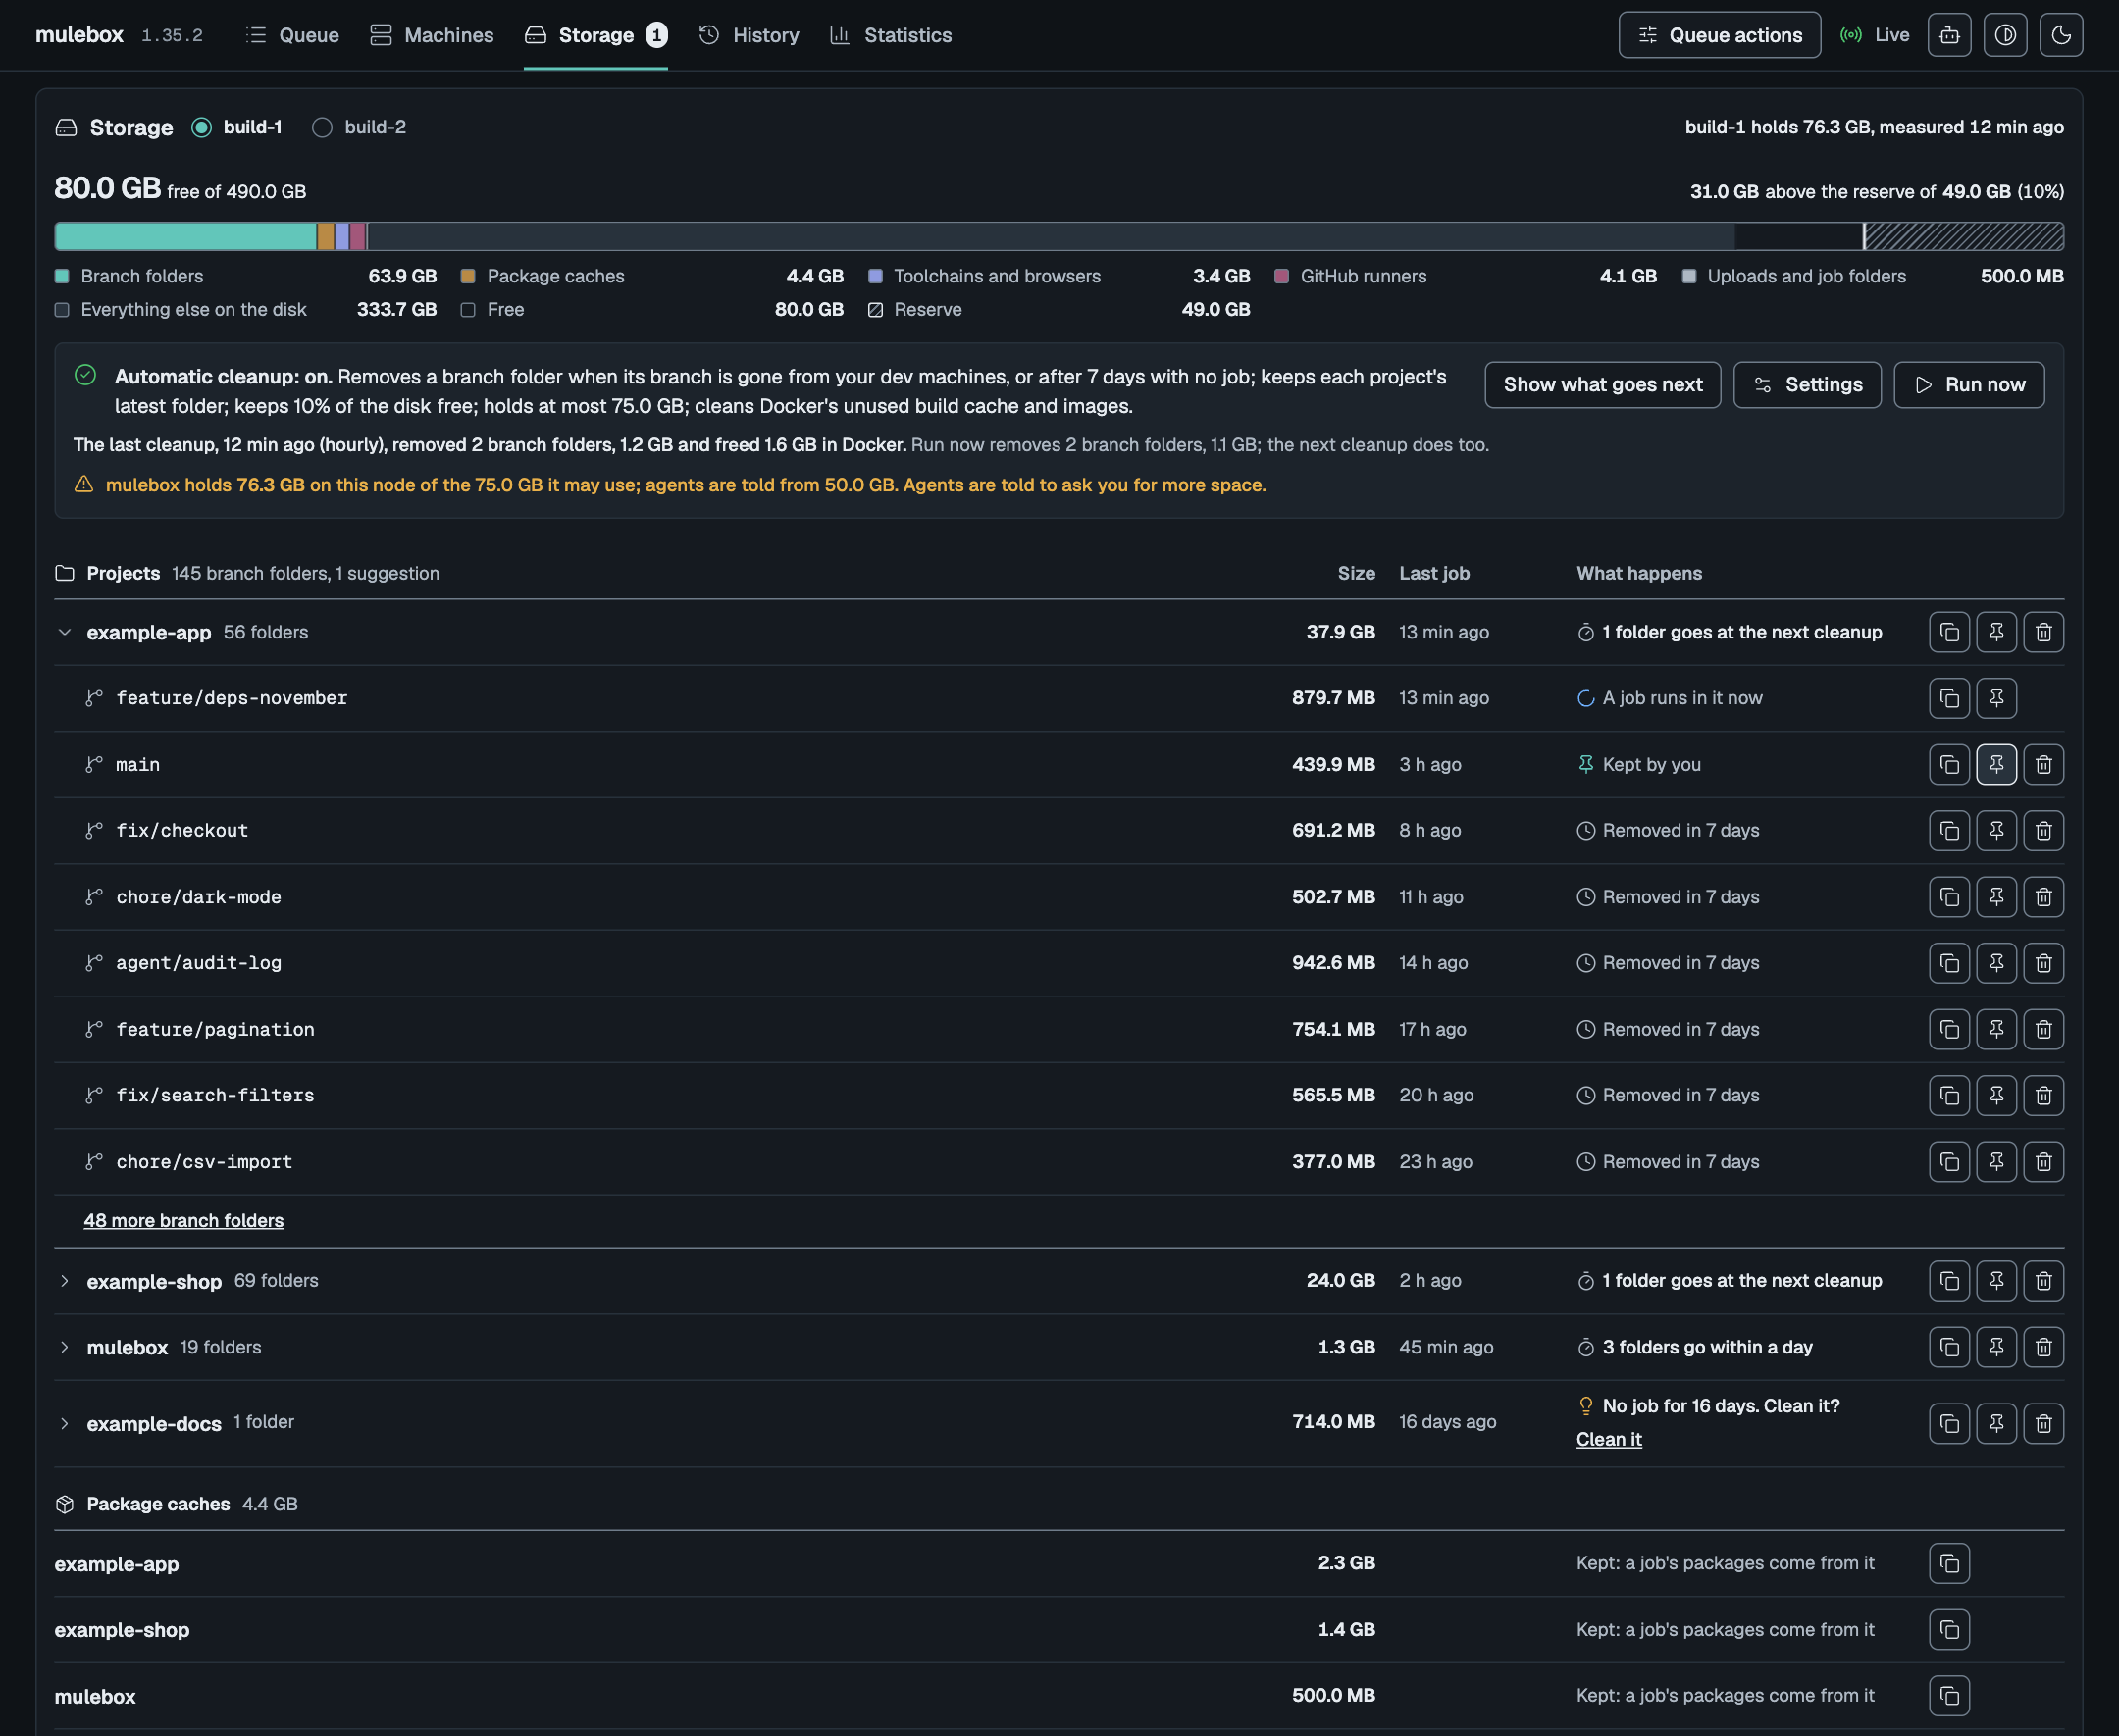 mulebox 1.35.2 Queue Machines Storage 1 History Statistics Queue actions Live
Storage build-1 build-2 build-1 holds 76.3 GB, measured 12 min ago
80.0 GB free of 490.0 GB 31.0 GB above the reserve of 49.0 GB (10%)
Branch folders 63.9 GB Package caches 4.4 GB Toolchains and browsers 3.4 GB GitHub runners 4.1 GB Uploads and job folders 500.0 MB
Everything else on the disk 333.7 GB Free 80.0 GB Reserve 49.0 GB
Automatic cleanup: on. Removes a branch folder when its branch is gone from your dev machines, or after 7 days with no job; keeps each project's
latest folder; keeps 10% of the disk free; holds at most 75.0 GB; cleans Docker's unused build cache and images.
Show what goes next Settings Run now
The last cleanup, 12 min ago (hourly), removed 2 branch folders, 1.2 GB and freed 1.6 GB in Docker. Run now removes 2 branch folders, 1.1 GB; the next cleanup does too.
mulebox holds 76.3 GB on this node of the 75.0 GB it may use; agents are told from 50.0 GB. Agents are told to ask you for more space.
Projects 145 branch folders, 1 suggestion Size Last job What happens
example-app 56 folders 37.9 GB 13 min ago 1 folder goes at the next cleanup
feature/deps-november 879.7 MB 13 min ago A job runs in it now
main 439.9 MB 3 h ago Kept by you
fix/checkout 691.2 MB 8 h ago Removed in 7 days
chore/dark-mode 502.7 MB 11 h ago Removed in 7 days
agent/audit-log 942.6 MB 14 h ago Removed in 7 days
feature/pagination 754.1 MB 17 h ago Removed in 7 days
fix/search-filters 565.5 MB 20 h ago Removed in 7 days
chore/csv-import 377.0 MB 23 h ago Removed in 7 days
48 more branch folders
example-shop 69 folders 24.0 GB 2 h ago 1 folder goes at the next cleanup
mulebox 19 folders 1.3 GB 45 min ago 3 folders go within a day
example-docs 1 folder 714.0 MB 16 days ago No job for 16 days. Clean it?
Clean it
Package caches 4.4 GB
example-app 2.3 GB Kept: a job's packages come from it
example-shop 1.4 GB Kept: a job's packages come from it
mulebox 500.0 MB Kept: a job's packages come from it